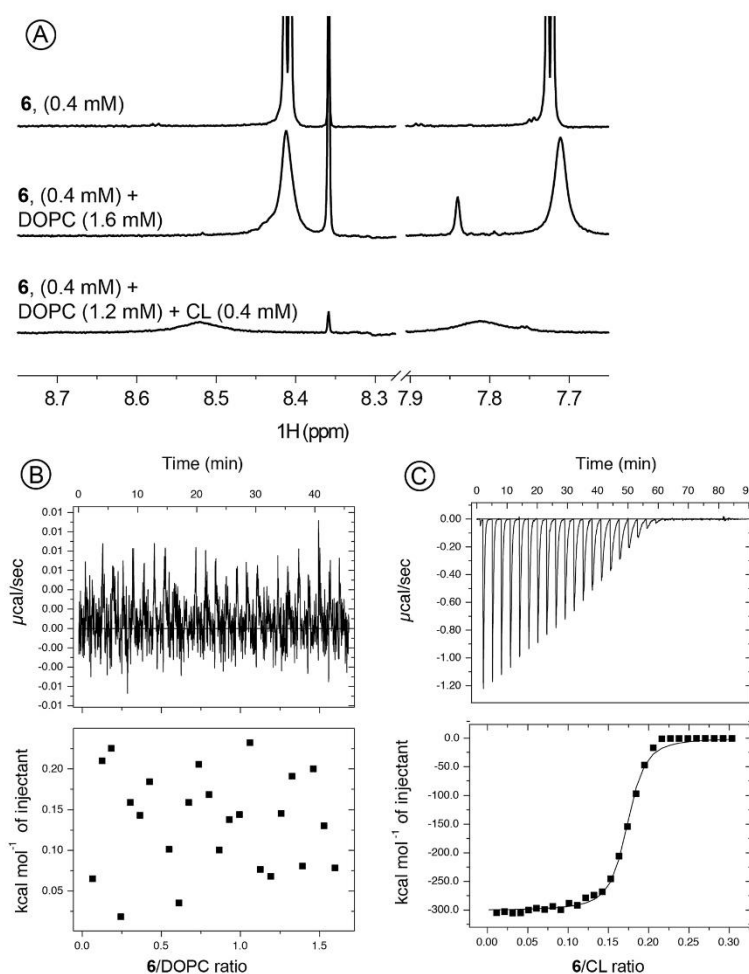 A
6, (0.4 mM)
6, (0.4 mM) +
DOPC (1.6 mM)
6, (0.4 mM) +
DOPC (1.2 mM) + CL (0.4 mM)
8.7 8.6 8.5 8.4 8.3 7.9 7.8 7.7
1H (ppm)
B
Time (min)
0 10 20 30 40
0.01
0.01
0.01
0.00
0.00
0.00
-0.00
-0.00
-0.00
-0.01
-0.01
µcal/sec
0.20
0.15
0.10
0.05
kcal mol⁻¹ of injectant
0.0 0.5 1.0 1.5
6/DOPC ratio
C
Time (min)
0 10 20 30 40 50 60 70 80 90
0.00
-0.20
-0.40
-0.60
-0.80
-1.00
-1.20
µcal/sec
0.0
-50.0
-100.0
-150.0
-200.0
-250.0
-300.0
kcal mol⁻¹ of injectant
0.00 0.05 0.10 0.15 0.20 0.25 0.30
6/CL ratio